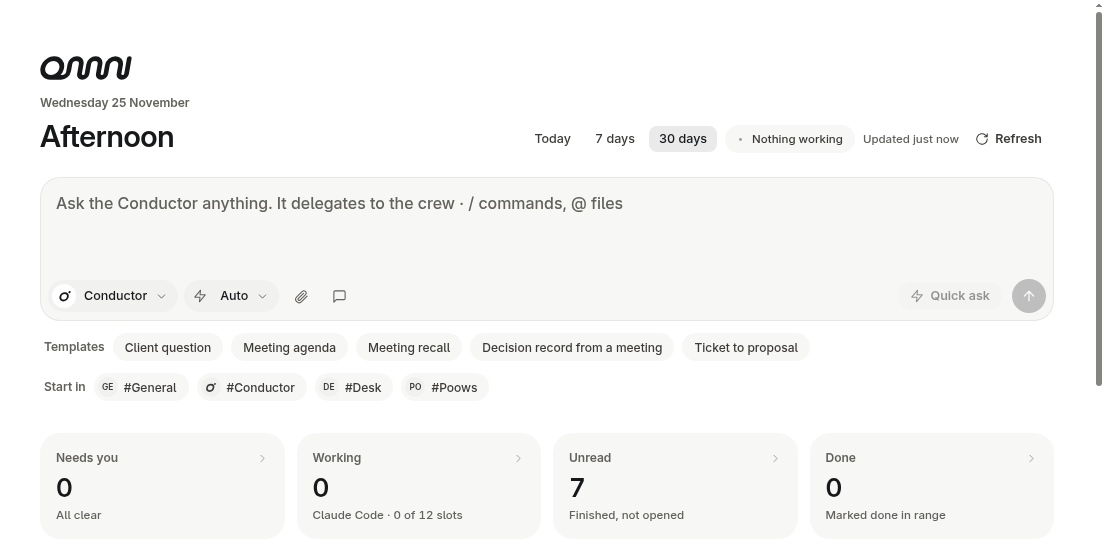 onni
Wednesday 25 November
Afternoon
Today 7 days 30 days Nothing working Updated just now Refresh
Ask the Conductor anything. It delegates to the crew · / commands, @ files
Conductor Auto Quick ask
Templates Client question Meeting agenda Meeting recall Decision record from a meeting Ticket to proposal
Start in GE #General #Conductor DE #Desk PO #Poows
Needs you Working Unread Done
0 0 7 0
All clear Claude Code · 0 of 12 slots Finished, not opened Marked done in range